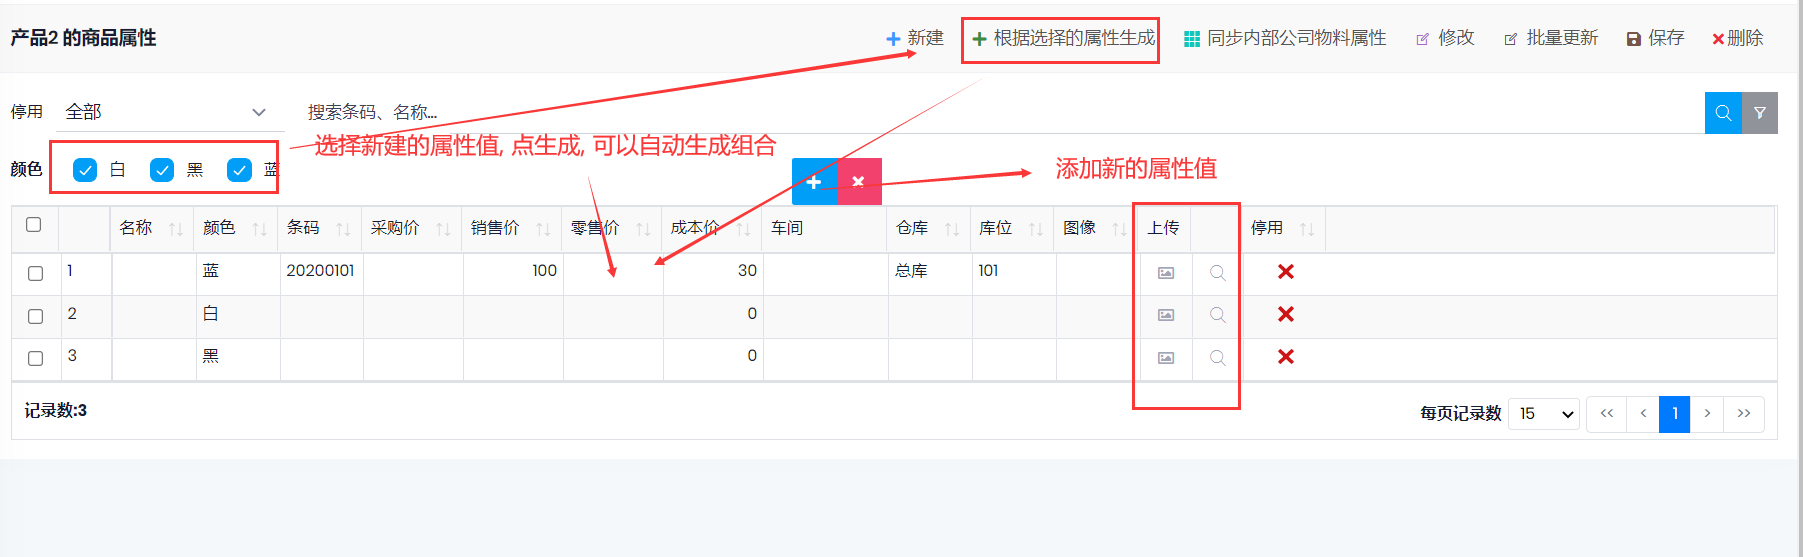 产品2 的商品属性
新建 根据选择的属性生成 同步内部公司物料属性 修改 批量更新 保存 删除
停用 全部 搜索条码、名称...
选择新建的属性值, 点生成, 可以自动生成组合
颜色 白 黑 蓝
添加新的属性值
名称 颜色 条码 采购价 销售价 零售价 成本价 车间 仓库 库位 图像 上传 停用
1 蓝 20200101 100 30 总库 101
2 白 0
3 黑 0
记录数:3 每页记录数 15 << < 1 > >>